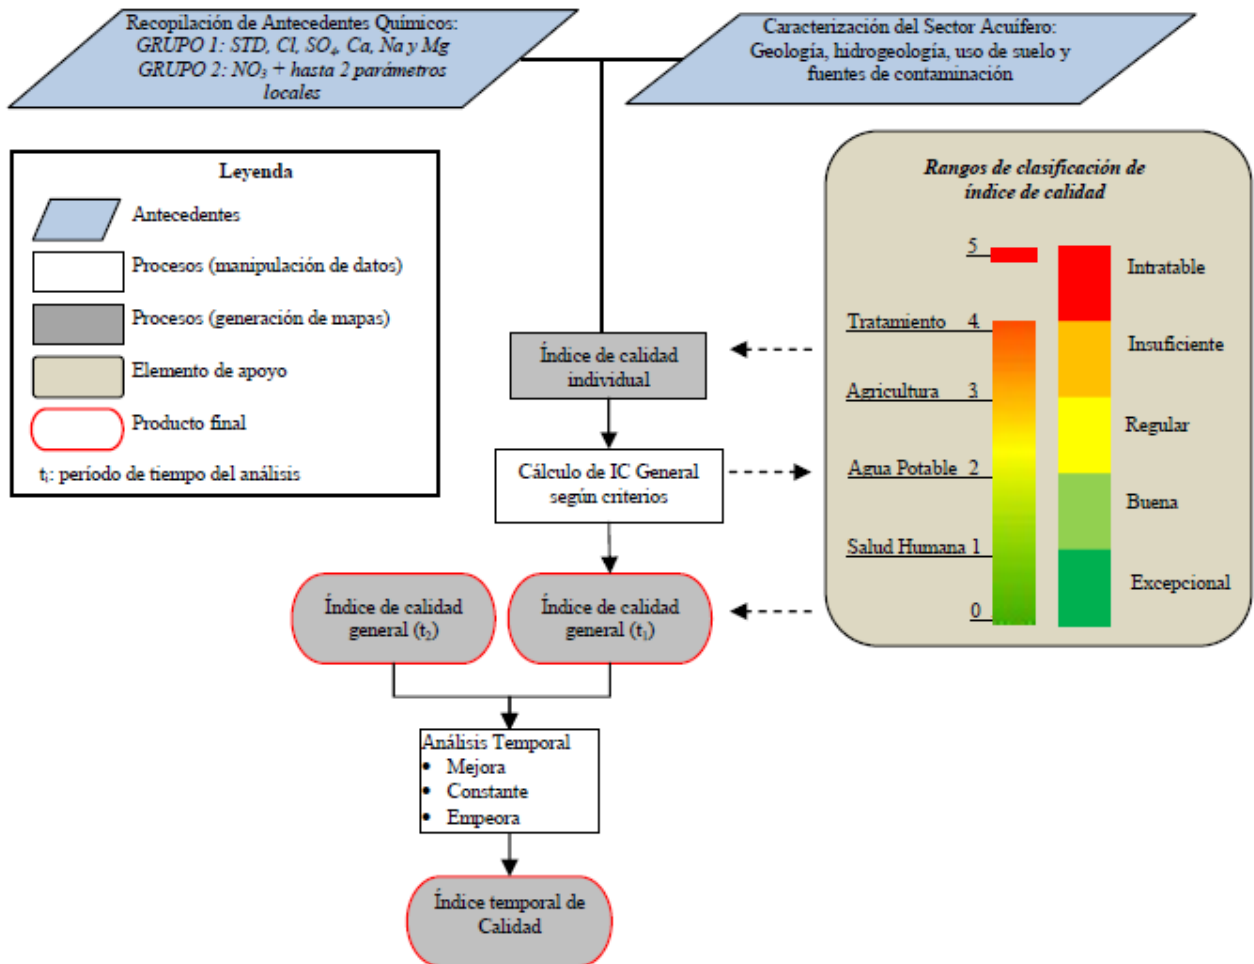 Recopilación de Antecedentes Químicos:
GRUPO 1: STD, Cl, SO₄, Ca, Na y Mg
GRUPO 2: NO₃ + hasta 2 parámetros
locales
Caracterización del Sector Acuífero:
Geología, hidrogeología, uso de suelo y
fuentes de contaminación
Leyenda
Antecedentes
Procesos (manipulación de datos)
Procesos (generación de mapas)
Elemento de apoyo
Producto final
tᵢ: período de tiempo del análisis
Rangos de clasificación de
índice de calidad
5
Intratable
Tratamiento 4
Insuficiente
Agricultura 3
Regular
Agua Potable 2
Buena
Salud Humana 1
Excepcional
0
Índice de calidad
individual
Cálculo de IC General
según criterios
Índice de calidad
general (t₂)
Índice de calidad
general (t₁)
Análisis Temporal
• Mejora
• Constante
• Empeora
Índice temporal de
Calidad